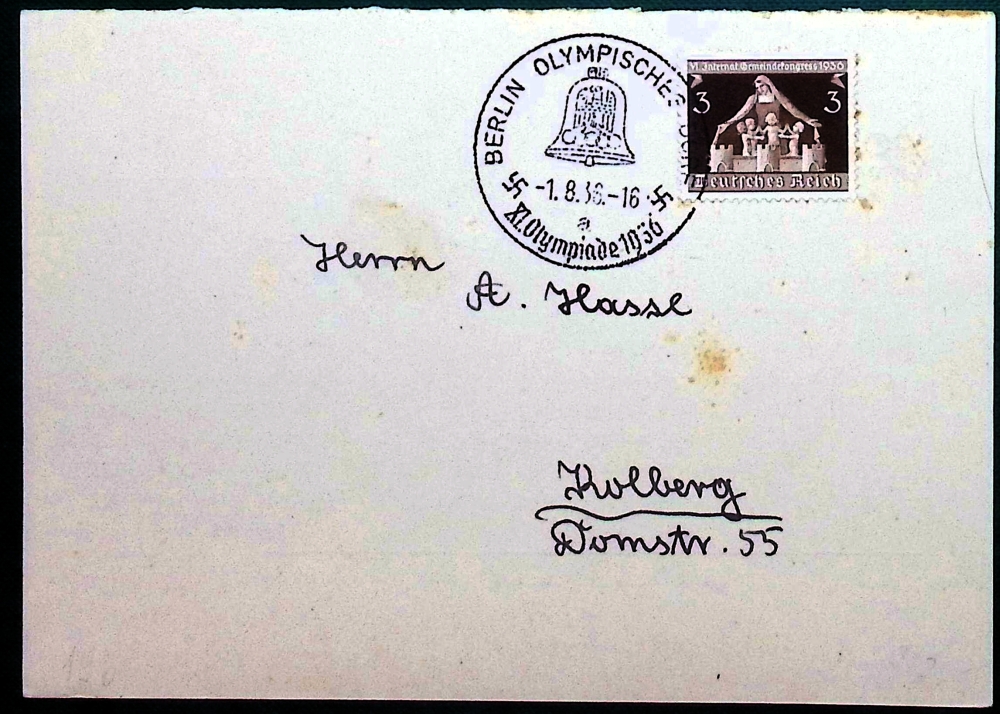 BERLIN OLYMPISCHES
-1.8.36.-16
a
XI. Olympiade 1936
VI. Internat. Gemeindekongress 1936
3 3
Deutsches Reich
Herrn
A. Hasse
Kolberg
Domstr. 55